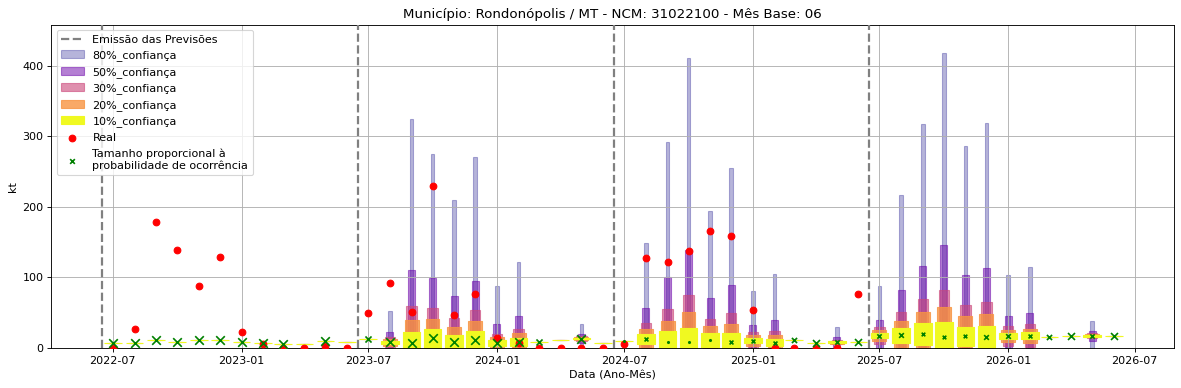 Município: Rondonópolis / MT - NCM: 31022100 - Mês Base: 06
Emissão das Previsões
80%_confiança
50%_confiança
30%_confiança
20%_confiança
10%_confiança
Real
Tamanho proporcional à
probabilidade de ocorrência
kt
400
300
200
100
0
2022-07 2023-01 2023-07 2024-01 2024-07 2025-01 2025-07 2026-01 2026-07
Data (Ano-Mês)